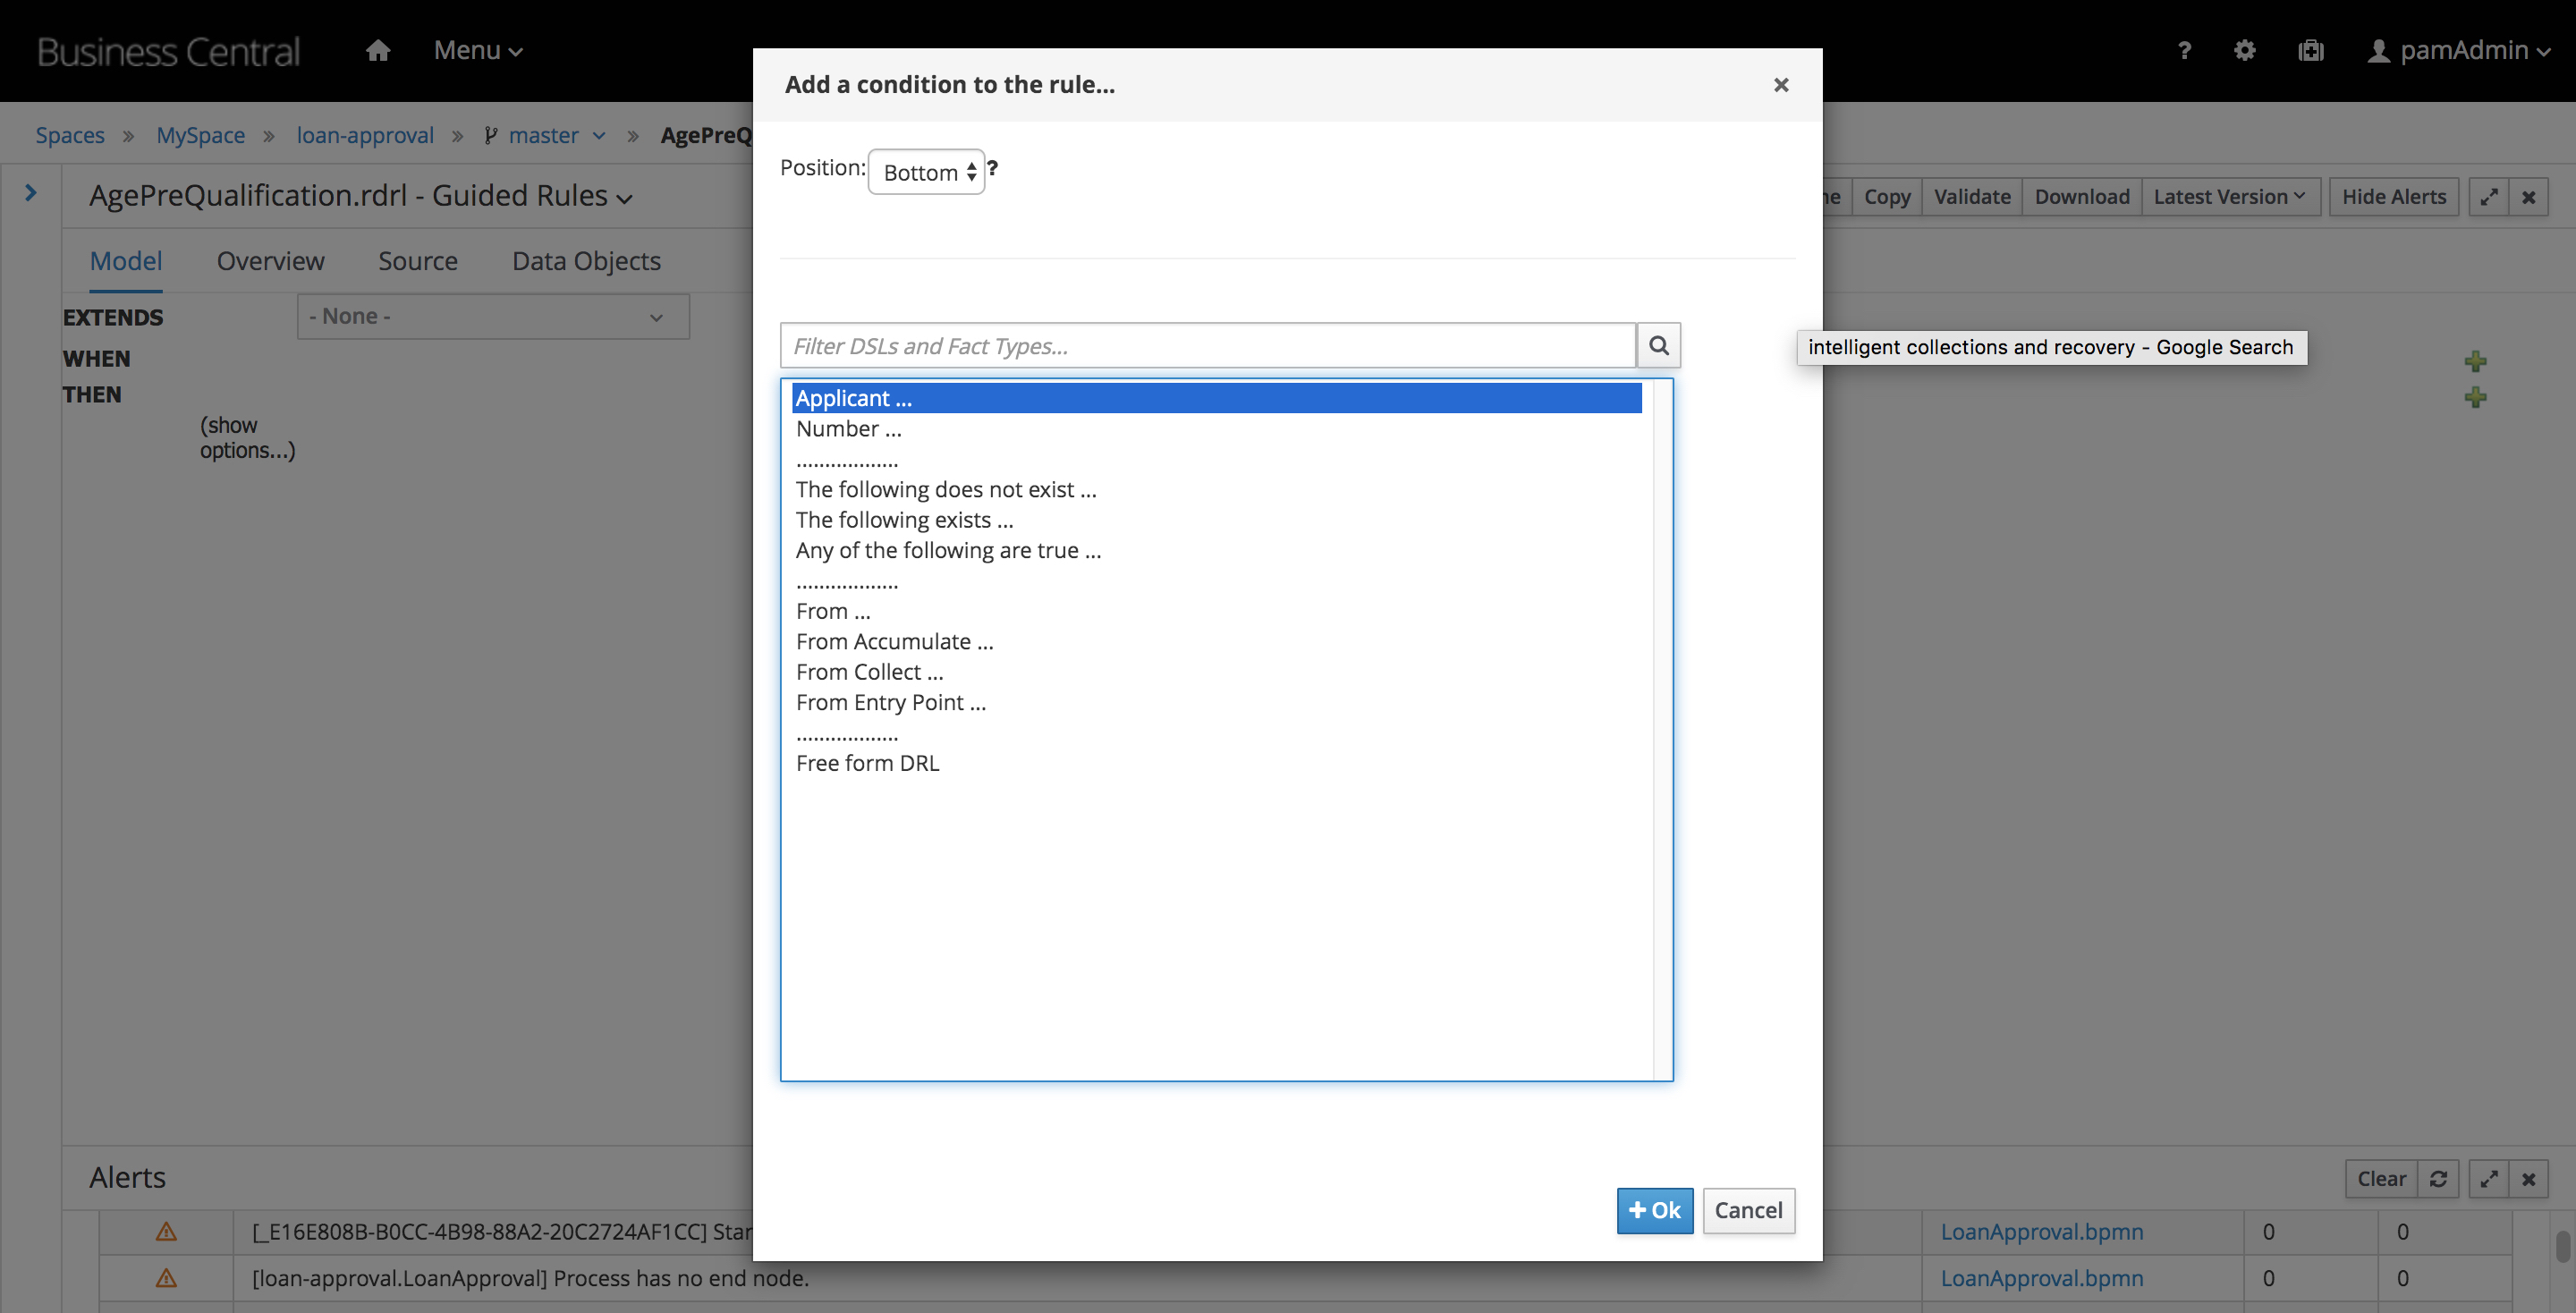 Business Central Menu ? pamAdmin
Add a condition to the rule...
Spaces » MySpace » loan-approval » master » AgePreQ
Position: Bottom ?
AgePreQualification.rdrl - Guided Rules
Copy Validate Download Latest Version Hide Alerts
Model Overview Source Data Objects
EXTENDS - None -
Filter DSLs and Fact Types...
intelligent collections and recovery - Google Search
WHEN
THEN
(show
options...)
Applicant ...
Number ...
..................
The following does not exist ...
The following exists ...
Any of the following are true ...
..................
From ...
From Accumulate ...
From Collect ...
From Entry Point ...
..................
Free form DRL
Alerts
Clear
+ Ok Cancel
[_E16E808B-B0CC-4B98-88A2-20C2724AF1CC] Star LoanApproval.bpmn 0 0
[loan-approval.LoanApproval] Process has no end node. LoanApproval.bpmn 0 0